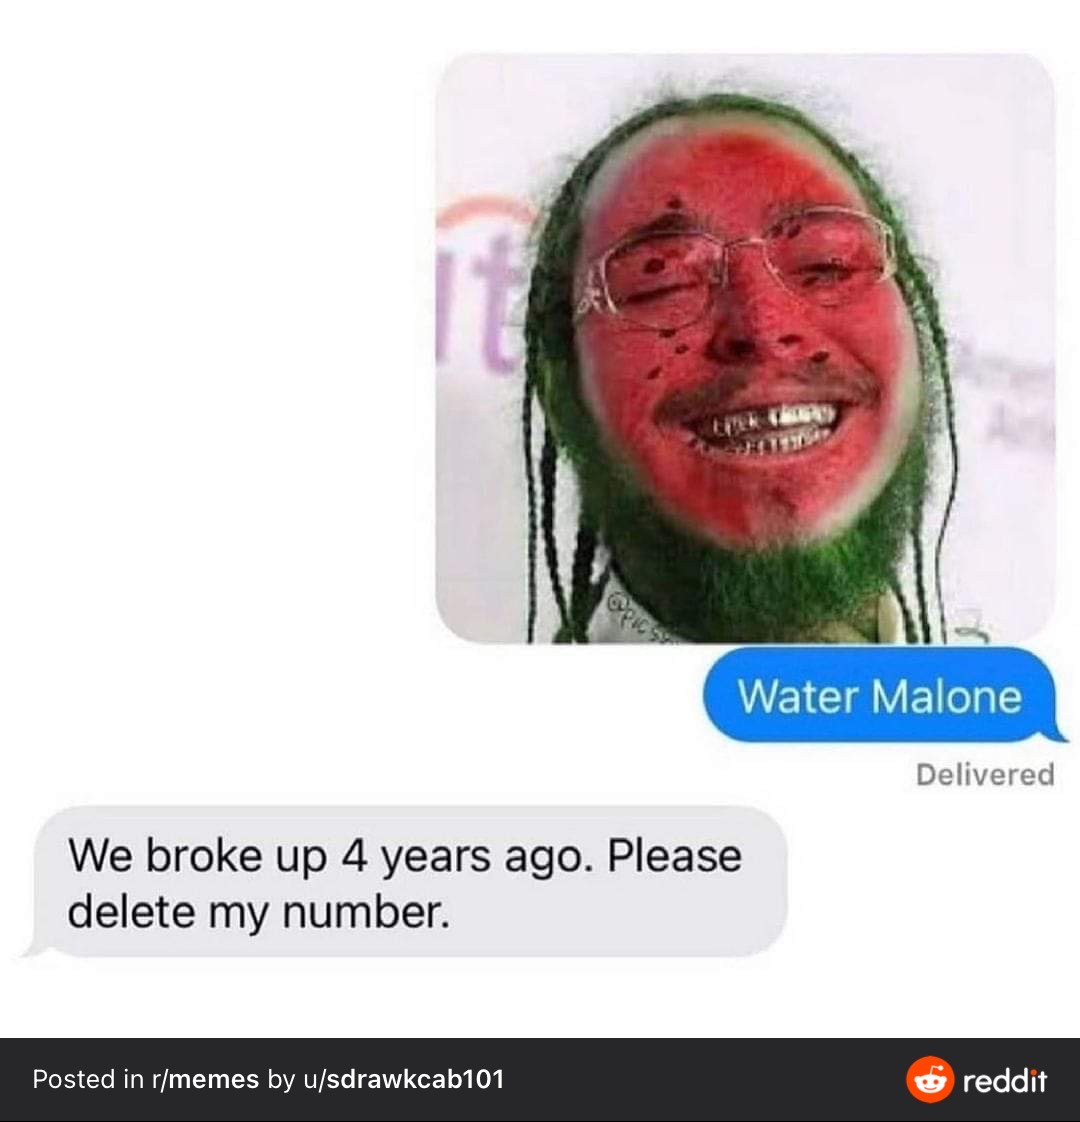 it
Water Malone
Delivered
We broke up 4 years ago. Please
delete my number.
Posted in r/memes by u/sdrawkcab101
reddit